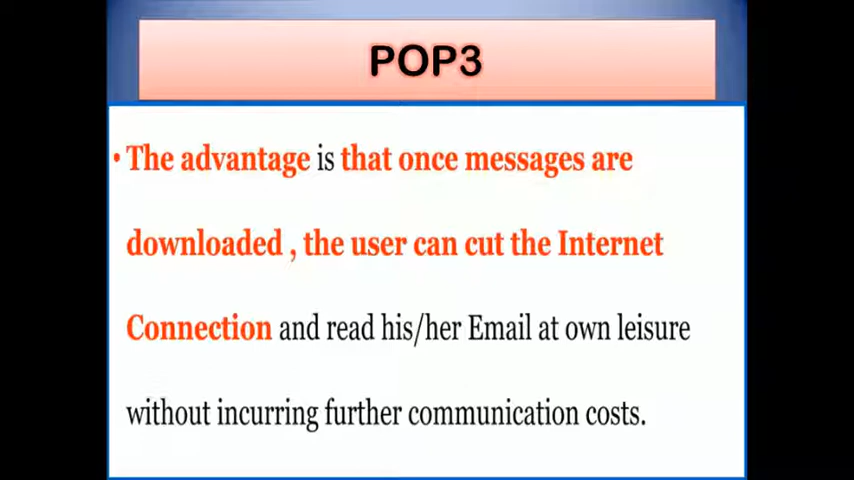 POP3
• The advantage is that once messages are
downloaded , the user can cut the Internet
Connection and read his/her Email at own leisure
without incurring further communication costs.